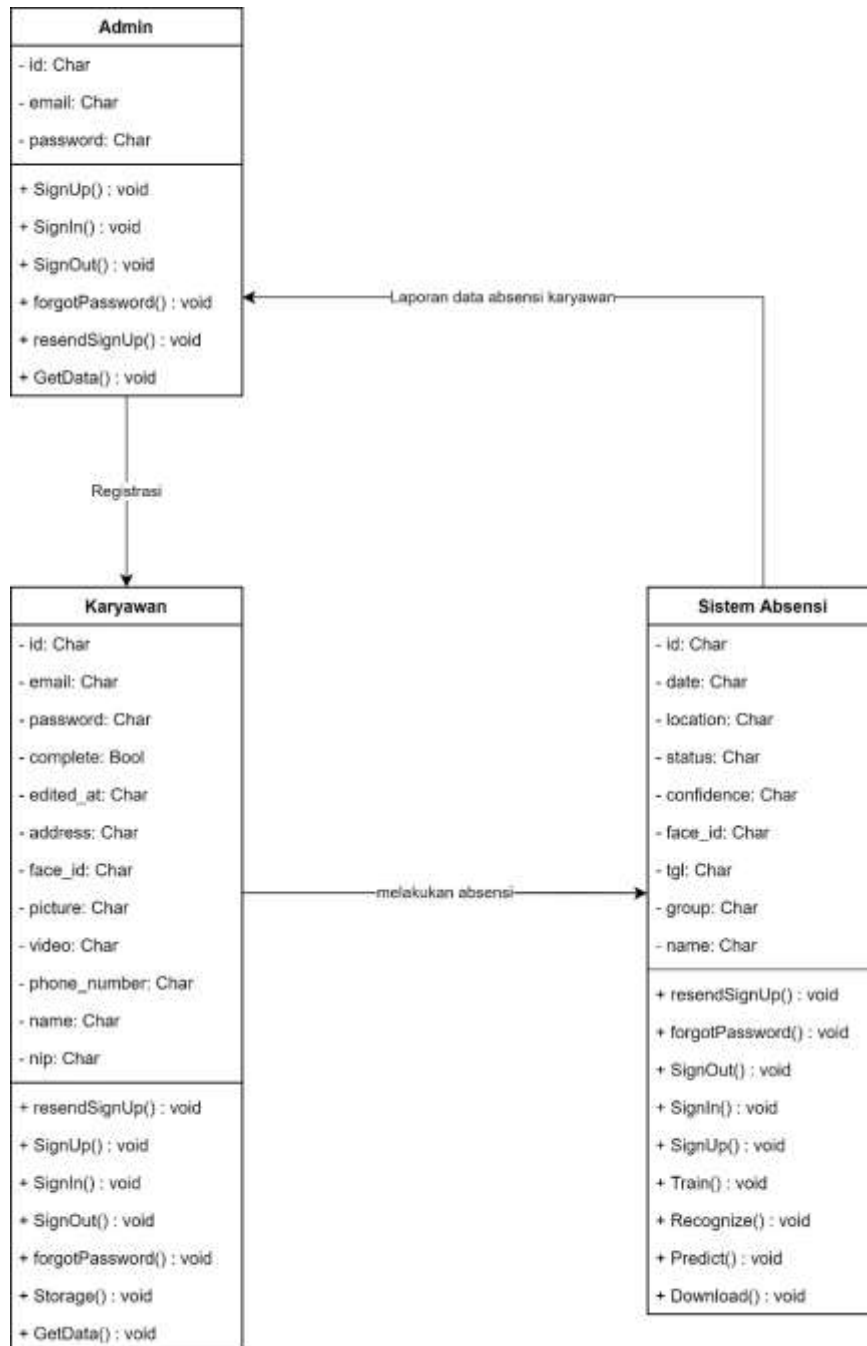 Admin
- id: Char
- email: Char
- password: Char
+ SignUp() : void
+ SignIn() : void
+ SignOut() : void
+ forgotPassword() : void
+ resendSignUp() : void
+ GetData() : void
Laporan data absensi karyawan
Registrasi
Karyawan
- id: Char
- email: Char
- password: Char
- complete: Bool
- edited_at: Char
- address: Char
- face_id: Char
- picture: Char
- video: Char
- phone_number: Char
- name: Char
- nip: Char
+ resendSignUp() : void
+ SignUp() : void
+ SignIn() : void
+ SignOut() : void
+ forgotPassword() : void
+ Storage() : void
+ GetData() : void
melakukan absensi
Sistem Absensi
- id: Char
- date: Char
- location: Char
- status: Char
- confidence: Char
- face_id: Char
- tgl: Char
- group: Char
- name: Char
+ resendSignUp() : void
+ forgotPassword() : void
+ SignOut() : void
+ SignIn() : void
+ SignUp() : void
+ Train() : void
+ Recognize() : void
+ Predict() : void
+ Download() : void